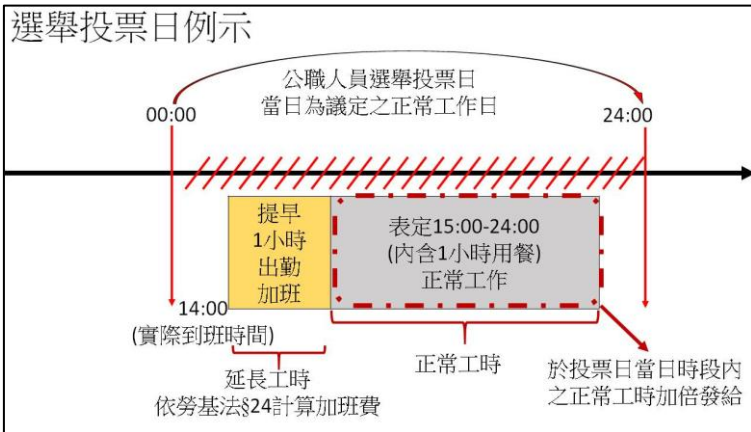 選舉投票日例示
公職人員選舉投票日
當日為議定之正常工作日
00:00
24:00
提早
1小時
出勤
加班
表定15:00-24:00
(內含1小時用餐)
正常工作
14:00
(實際到班時間)
延長工時
依勞基法§24計算加班費
正常工時
於投票日當日時段內
之正常工時加倍發給